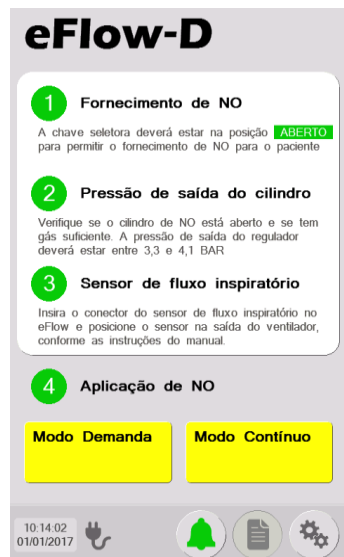 eFlow-D
1 Fornecimento de NO
A chave seletora deverá estar na posição ABERTO
para permitir o fornecimento de NO para o paciente
2 Pressão de saída do cilindro
Verifique se o cilindro de NO está aberto e se tem
gás suficiente. A pressão de saída do regulador
deverá estar entre 3,3 e 4,1 BAR
3 Sensor de fluxo inspiratório
Insira o conector do sensor de fluxo inspiratório no
eFlow e posicione o sensor na saída do ventilador,
conforme as instruções do manual.
4 Aplicação de NO
Modo Demanda
Modo Contínuo
10:14:02
01/01/2017